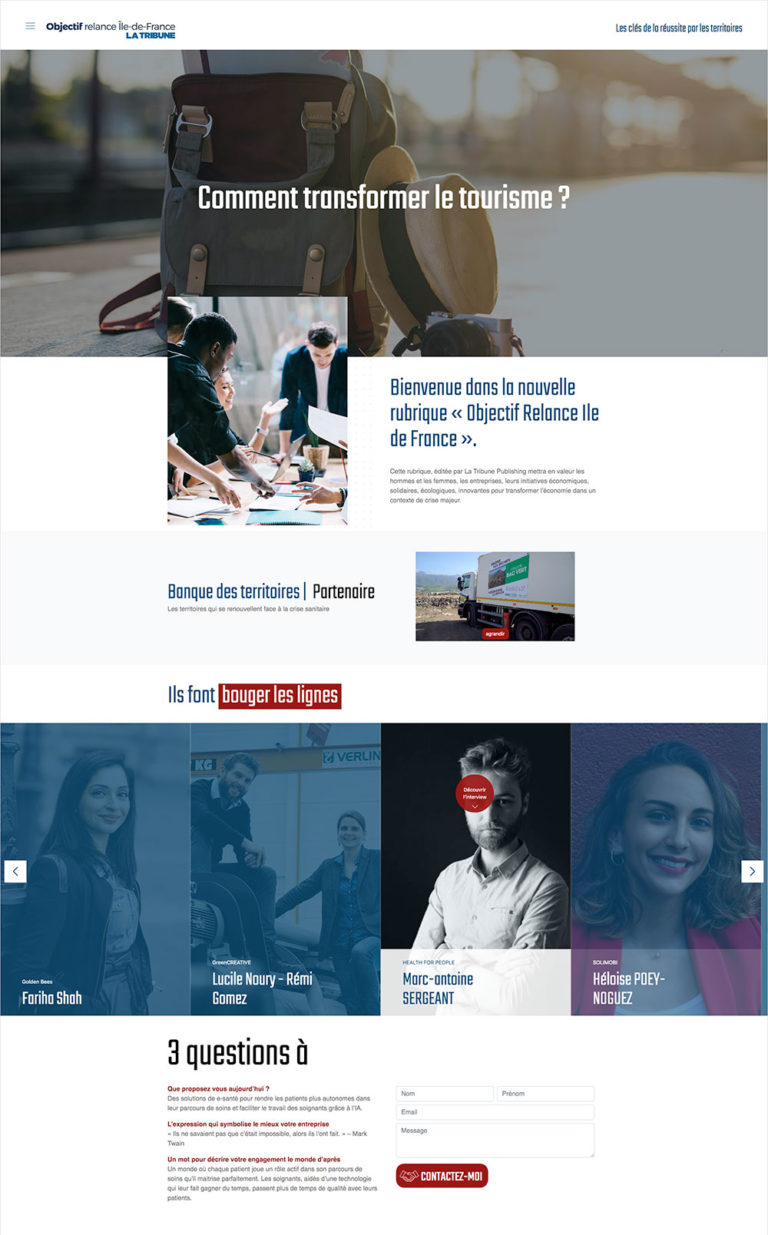 Objectif relance Île-de-France
LA TRIBUNE
Les clés de la réussite par les territoires
Comment transformer le tourisme ?
Bienvenue dans la nouvelle
rubrique « Objectif Relance Ile
de France ».
Cette rubrique, éditée par La Tribune Publishing mettra en valeur les
hommes et les femmes, les entreprises, leurs initiatives économiques,
solidaires, écologiques, innovantes pour transformer l'économie dans un
contexte de crise majeur.
Banque des territoires | Partenaire
Les territoires qui se renouvellent face à la crise sanitaire
BAC VERT
agrandir
Ils font bouger les lignes
KG
VERLIN
Découvrir
l'interview
Golden Bees
Fariha Shah
GreenCREATIVE
Lucile Noury - Rémi
Gomez
HEALTH FOR PEOPLE
Marc-antoine
SERGEANT
SOLIMOBI
Héloise POEY-
NOGUEZ
3 questions à
Que proposez vous aujourd'hui ?
Des solutions de e-santé pour rendre les patients plus autonomes dans
leur parcours de soins et faciliter le travail des soignants grâce à l'IA.
L'expression qui symbolise le mieux votre entreprise
« Ils ne savaient pas que c'était impossible, alors ils l'ont fait. » – Mark
Twain
Un mot pour décrire votre engagement le monde d'après
Un monde où chaque patient joue un rôle actif dans son parcours de
soins qu'il maitrise parfaitement. Les soignants, aidés d'une technologie
qui leur fait gagner du temps, passent plus de temps de qualité avec leurs
patients.
Nom
Prénom
Email
Message
CONTACTEZ-MOI